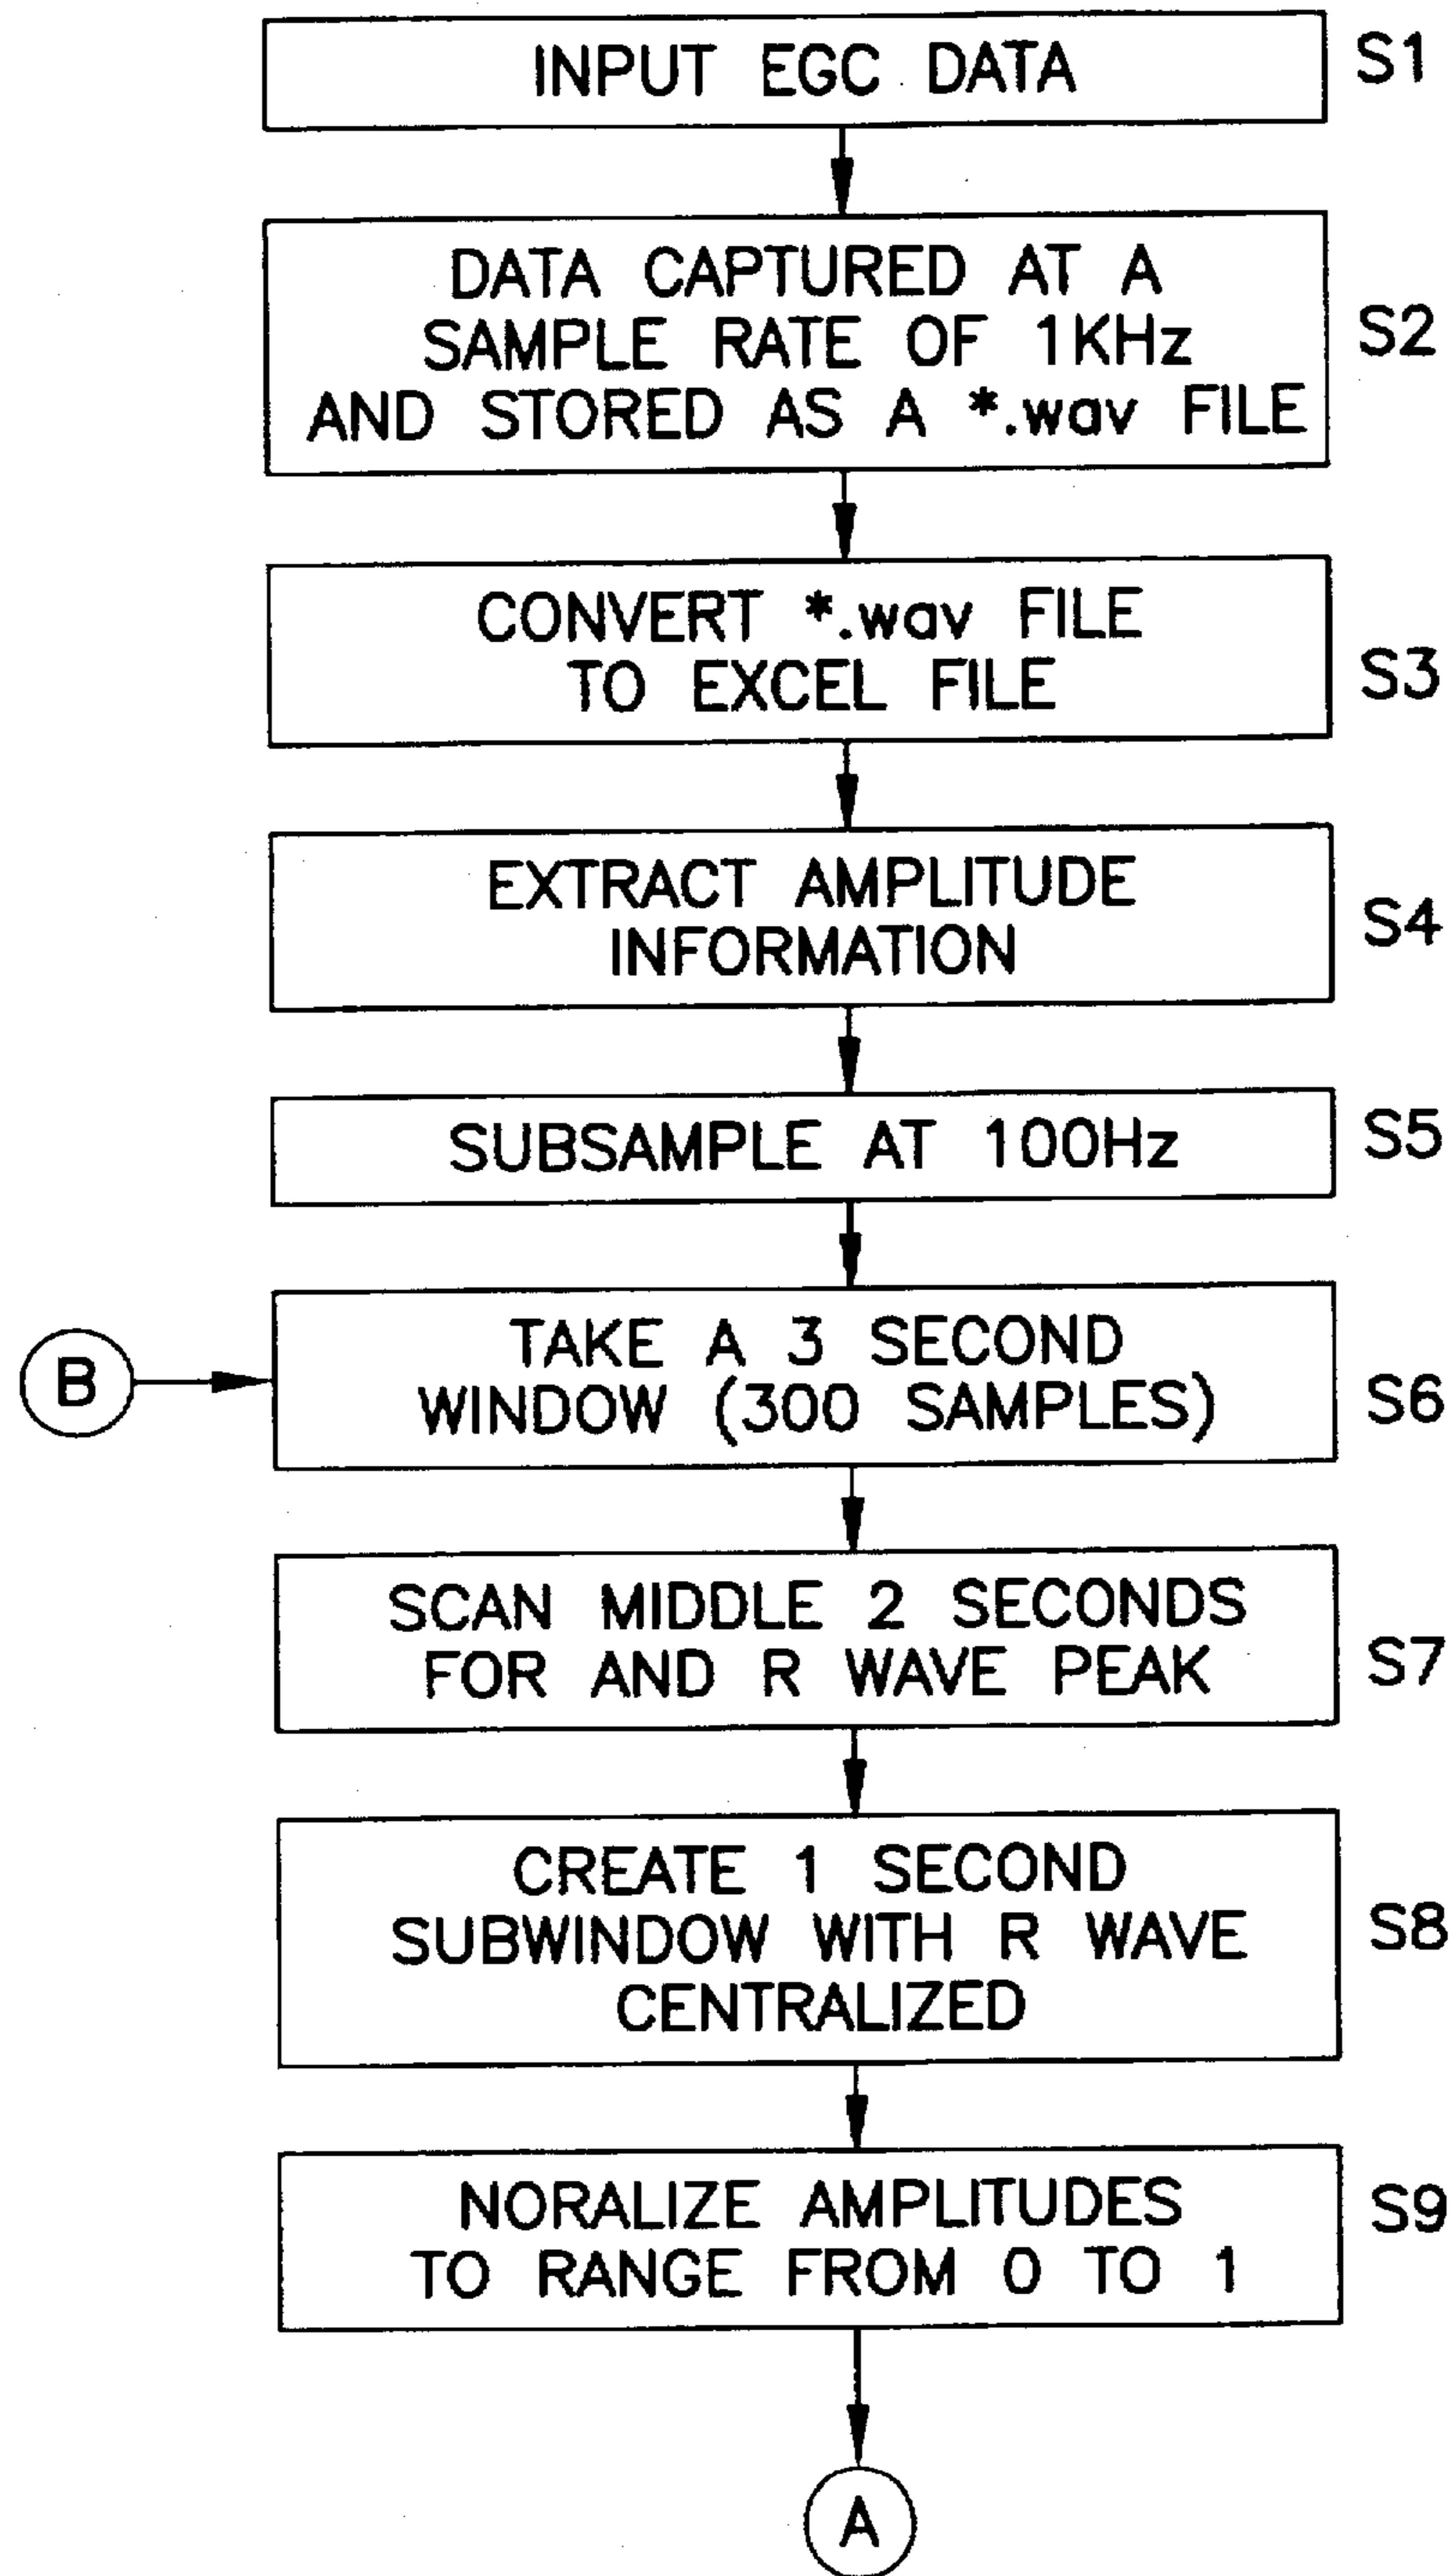 INPUT EGC DATA
S1
DATA CAPTURED AT A
SAMPLE RATE OF 1KHz
AND STORED AS A *.wav FILE
S2
CONVERT *.wav FILE
TO EXCEL FILE
S3
EXTRACT AMPLITUDE
INFORMATION
S4
SUBSAMPLE AT 100Hz
S5
B
TAKE A 3 SECOND
WINDOW (300 SAMPLES)
S6
SCAN MIDDLE 2 SECONDS
FOR AND R WAVE PEAK
S7
CREATE 1 SECOND
SUBWINDOW WITH R WAVE
CENTRALIZED
S8
NORALIZE AMPLITUDES
TO RANGE FROM 0 TO 1
S9
A